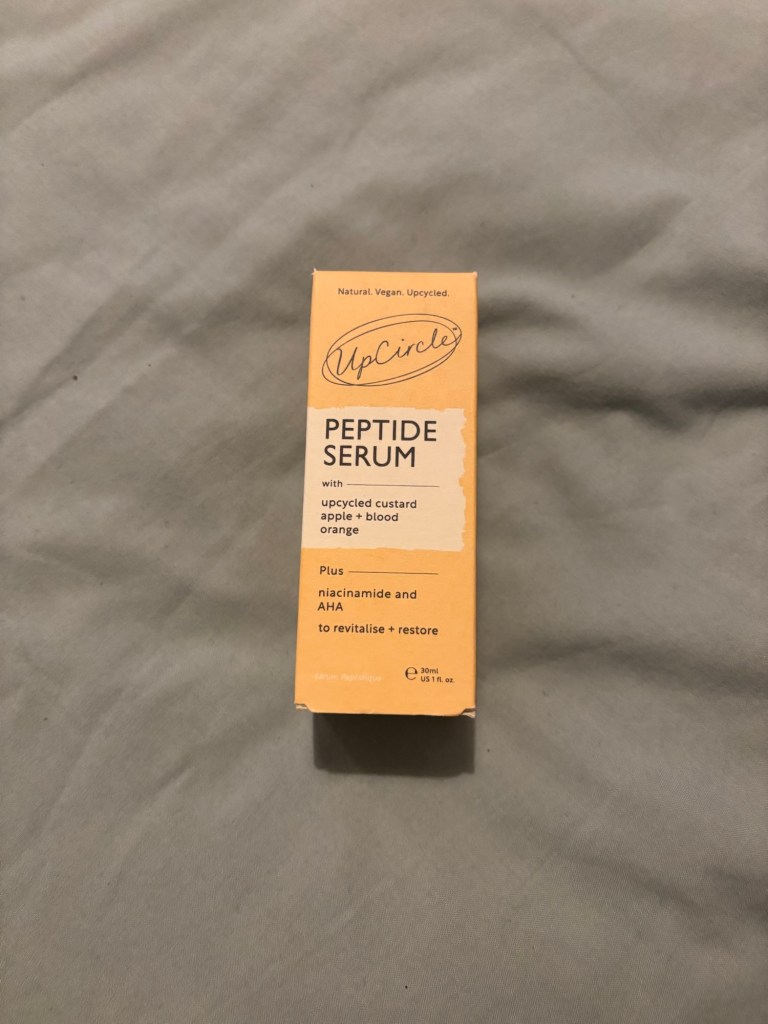 Natural. Vegan. Upcycled.
UpCircle
PEPTIDE
SERUM
with
upcycled custard
apple + blood
orange
Plus
niacinamide and
AHA
to revitalise + restore
℮ 30ml
US 1 fl. oz.